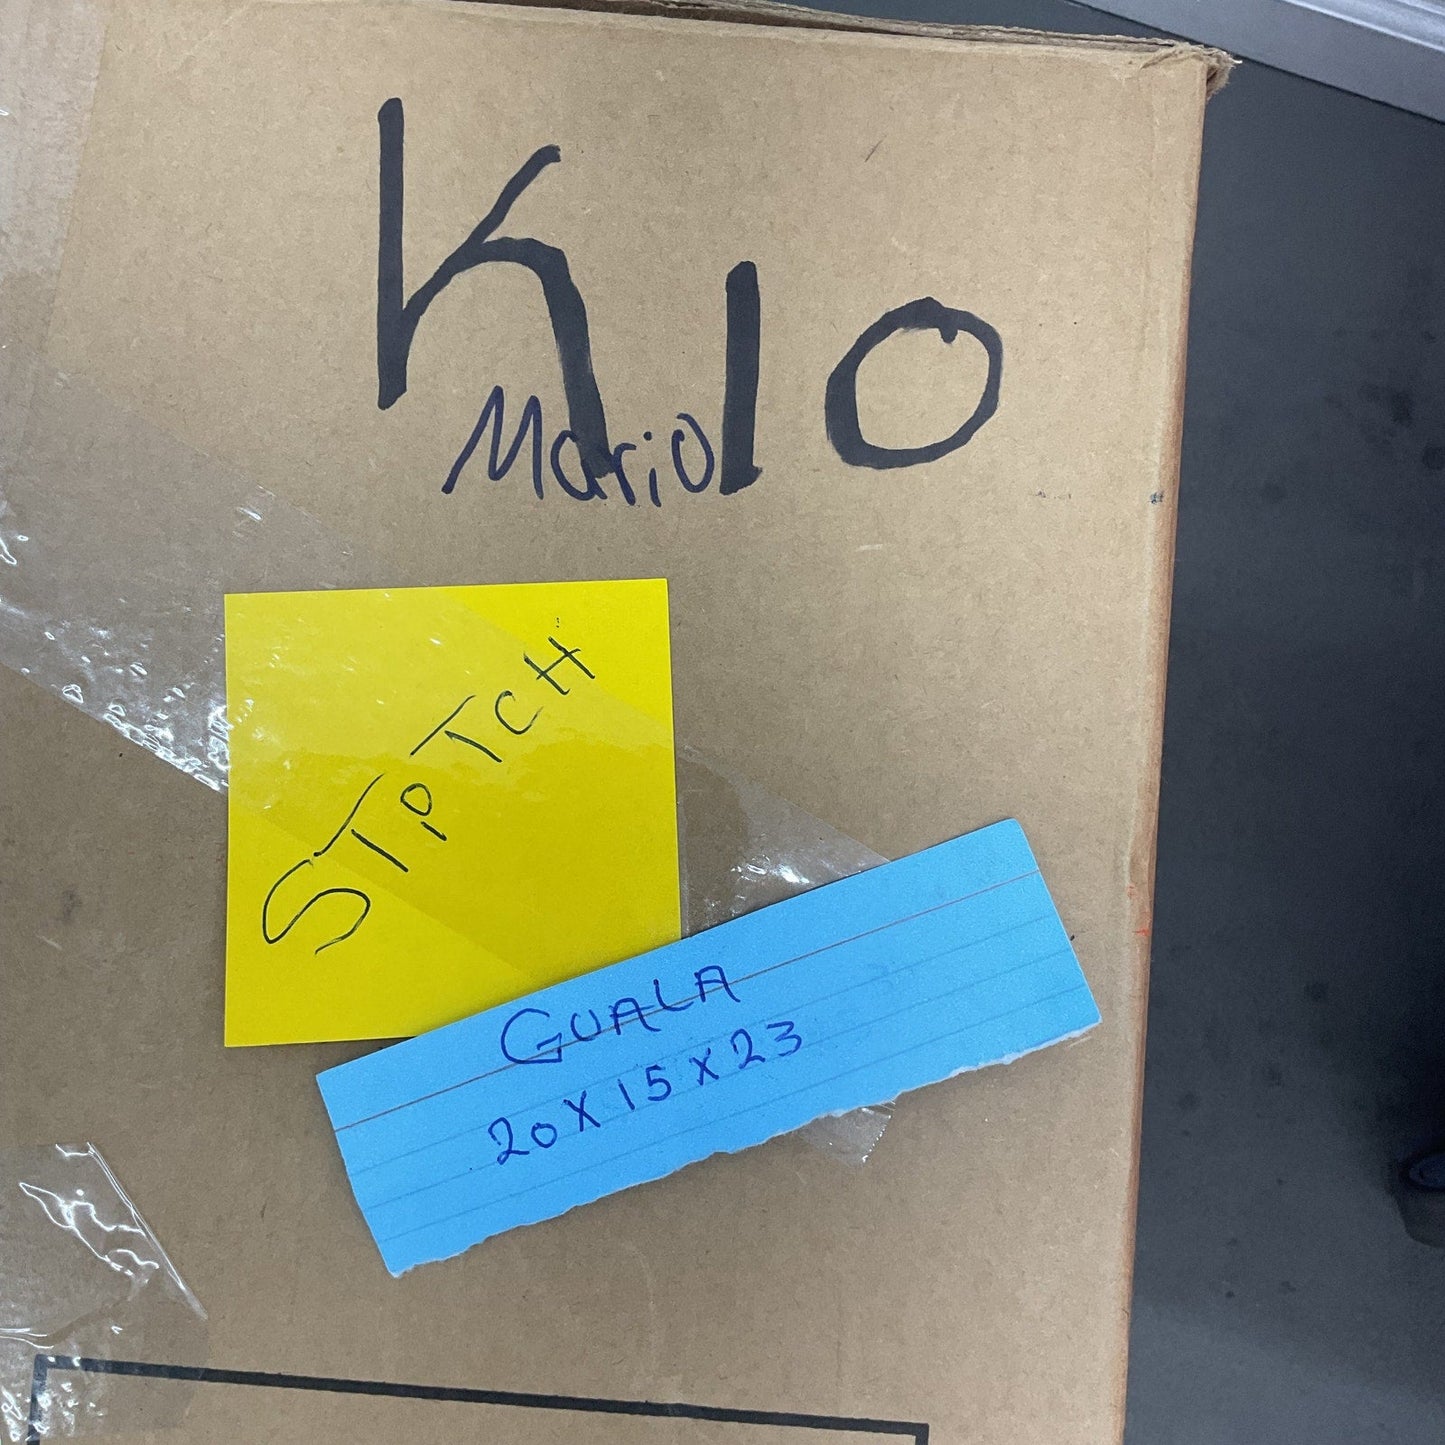 K10
Mario
STPTCH
GUALA
20X15X23